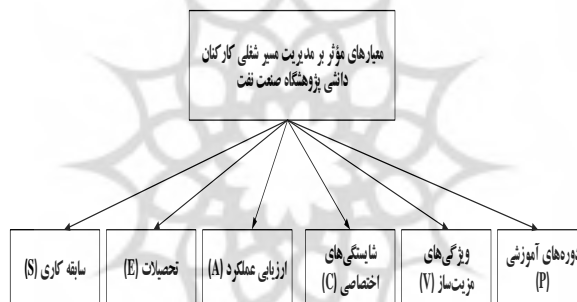 معیارهای مؤثر بر مدیریت مسیر شغلی کارکنان
دانشی پژوهشگاه صنعت نفت
دوره‌های آموزشی
(P)
ویژگی‌های
مزیت‌ساز (V)
شایستگی‌های
اختصاصی (C)
ارزیابی عملکرد (A)
تحصیلات (E)
سابقه کاری (S)